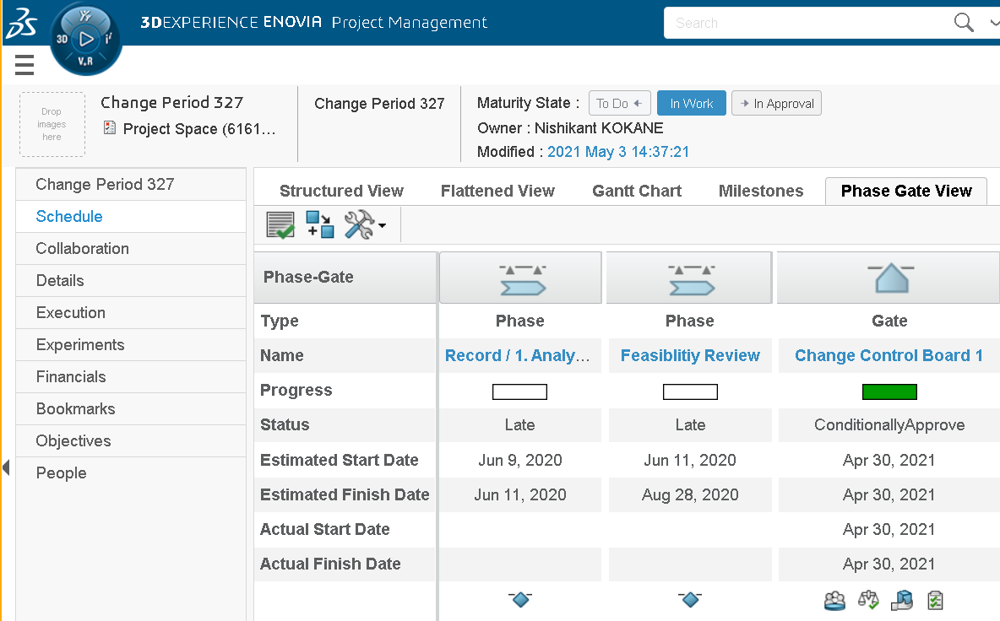 3DEXPERIENCE ENOVIA Project Management
Search
3D
V.R
Drop
images
here
Change Period 327
Project Space (6161...
Change Period 327
Maturity State :
To Do
In Work
In Approval
Owner : Nishikant KOKANE
Modified : 2021 May 3 14:37:21
Change Period 327
Schedule
Collaboration
Details
Execution
Experiments
Financials
Bookmarks
Objectives
People
Structured View Flattened View Gantt Chart Milestones Phase Gate View
Phase-Gate
Type Phase Phase Gate
Name Record / 1. Analy... Feasiblitiy Review Change Control Board 1
Progress
Status Late Late ConditionallyApprove
Estimated Start Date Jun 9, 2020 Jun 11, 2020 Apr 30, 2021
Estimated Finish Date Jun 11, 2020 Aug 28, 2020 Apr 30, 2021
Actual Start Date Apr 30, 2021
Actual Finish Date Apr 30, 2021